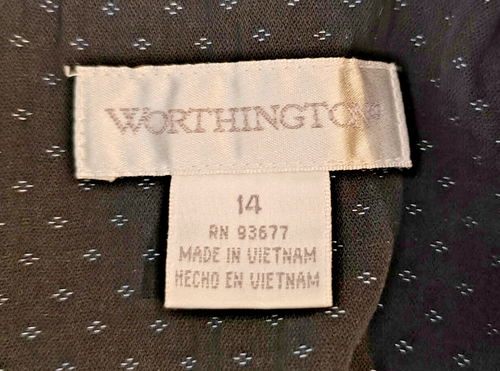 WORTHINGTON
14
RN 93677
MADE IN VIETNAM
HECHO EN VIETNAM